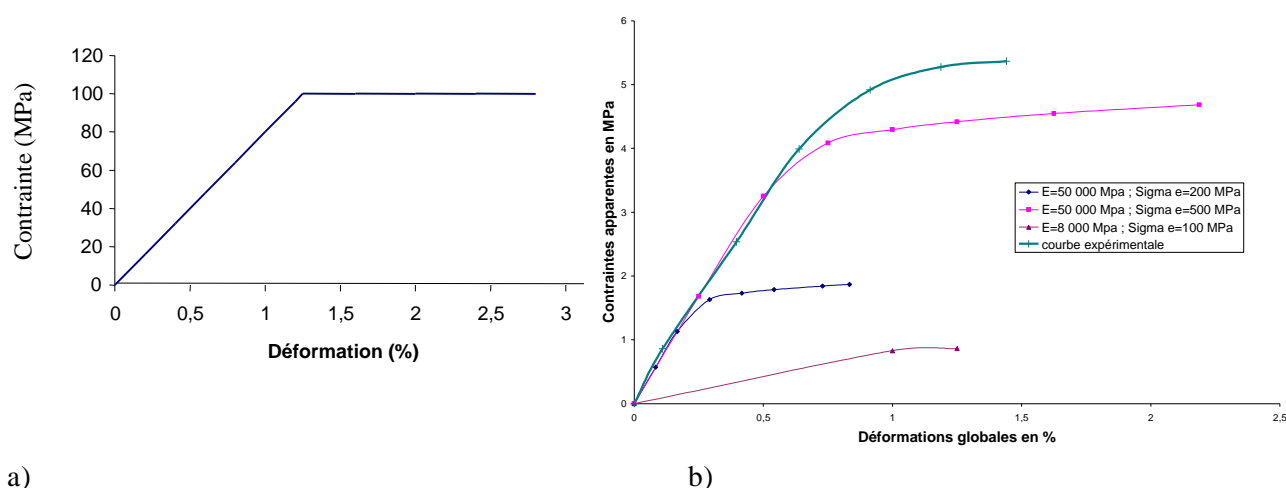 120
100
80
60
40
20
0
Contrainte (MPa)
0 0,5 1 1,5 2 2,5 3
Déformation (%)
a)
6
5
4
3
2
1
0
Contraintes apparentes en MPa
E=50 000 Mpa ; Sigma e=200 MPa
E=50 000 Mpa ; Sigma e=500 MPa
E=8 000 Mpa ; Sigma e=100 MPa
courbe expérimentale
0 0,5 1 1,5 2 2,5
Déformations globales en %
b)